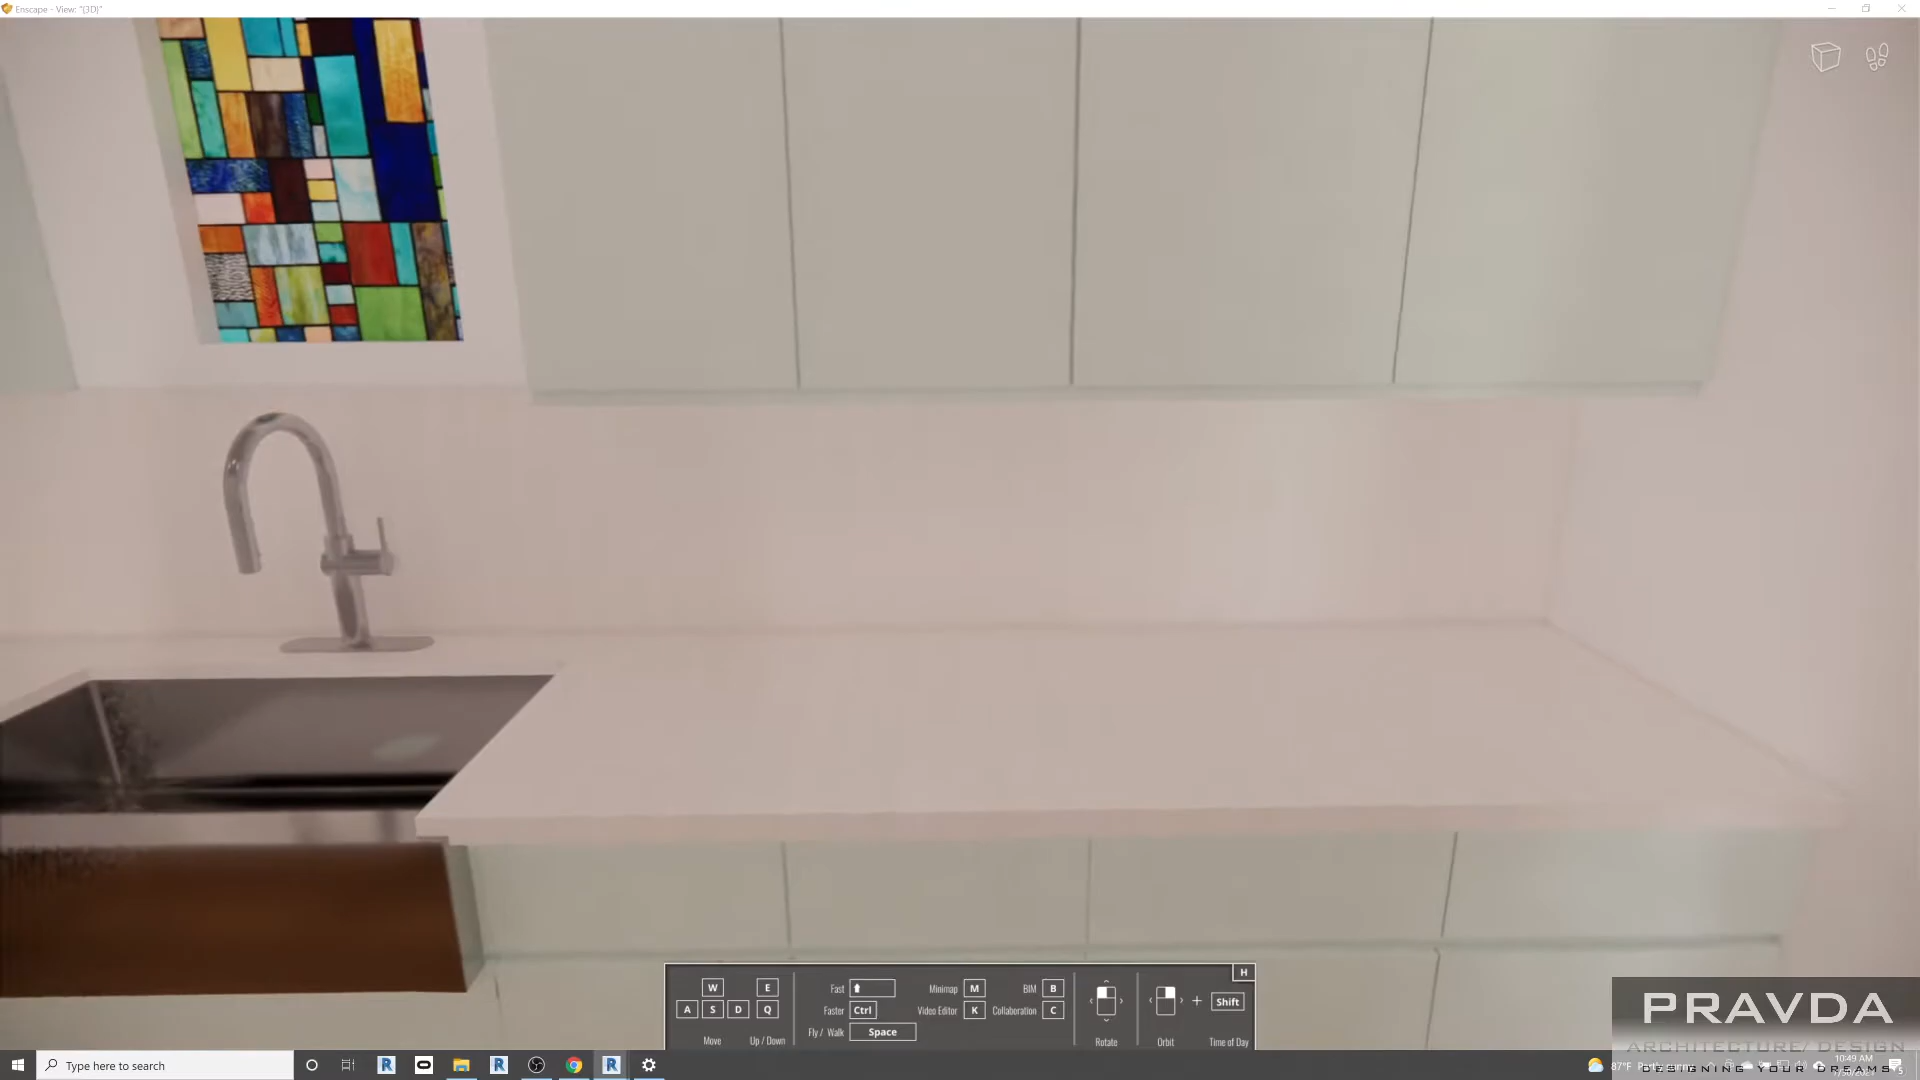 Enscape - View: "{3D}"
H
W E
A S D Q
Move Up / Down
Fast
Faster Ctrl
Fly / Walk Space
Minimap M BIM B
Video Editor K Collaboration C
Rotate
Orbit
+ Shift
Time of Day
PRAVDA
ARCHITECTURE/ DESIGN
DESIGNING YOUR DREAMS
Type here to search
87°F
10:49 AM